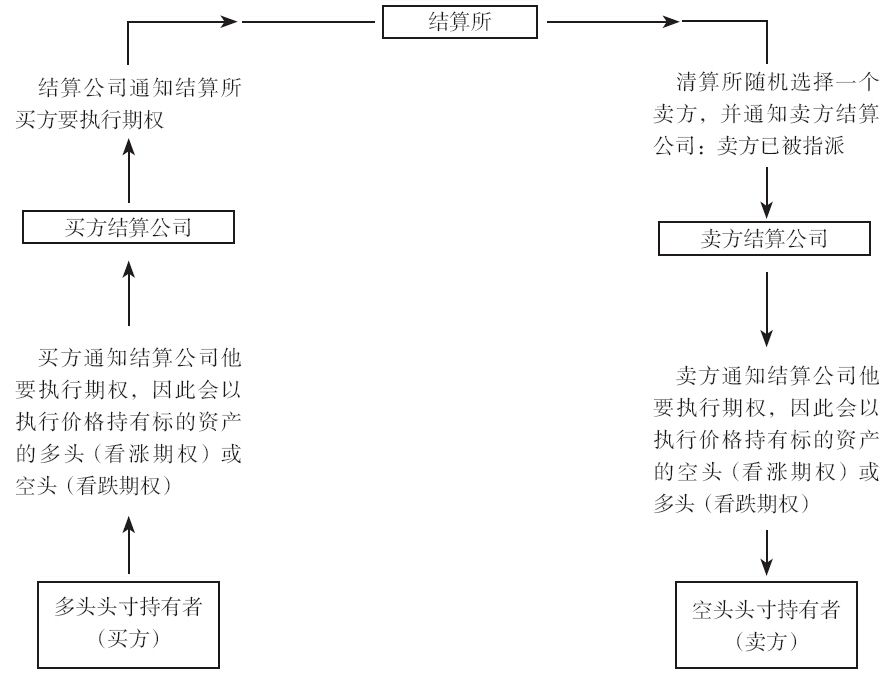 结算所
结算公司通知结算所
买方要执行期权
清算所随机选择一个
卖方，并通知卖方结算
公司：卖方已被指派
买方结算公司
卖方结算公司
买方通知结算公司他
要执行期权，因此会以
执行价格持有标的资产
的多头（看涨期权）或
空头（看跌期权）
卖方通知结算公司他
要执行期权，因此会以
执行价格持有标的资产
的空头（看涨期权）或
多头（看跌期权）
多头头寸持有者
（买方）
空头头寸持有者
（卖方）